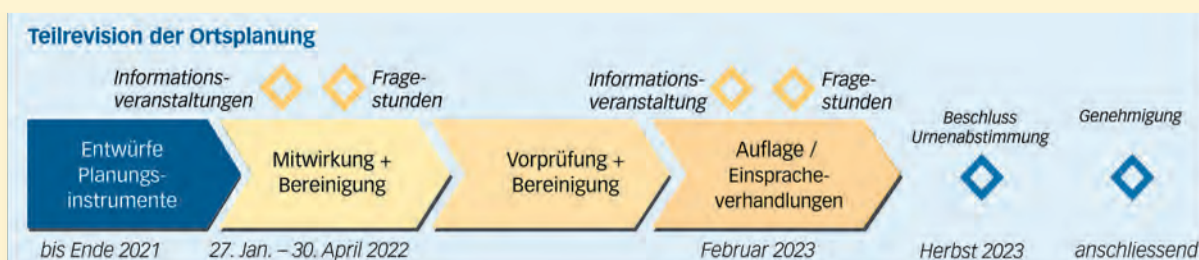 Teilrevision der Ortsplanung
Informations-
veranstaltungen
Frage-
stunden
Informations-
veranstaltung
Frage-
stunden
Entwürfe
Planungs-
instrumente
Mitwirkung +
Bereinigung
Vorprüfung +
Bereinigung
Auflage /
Einsprache-
verhandlungen
Beschluss
Urnenabstimmung
Genehmigung
bis Ende 2021
27. Jan. – 30. April 2022
Februar 2023
Herbst 2023
anschliessend